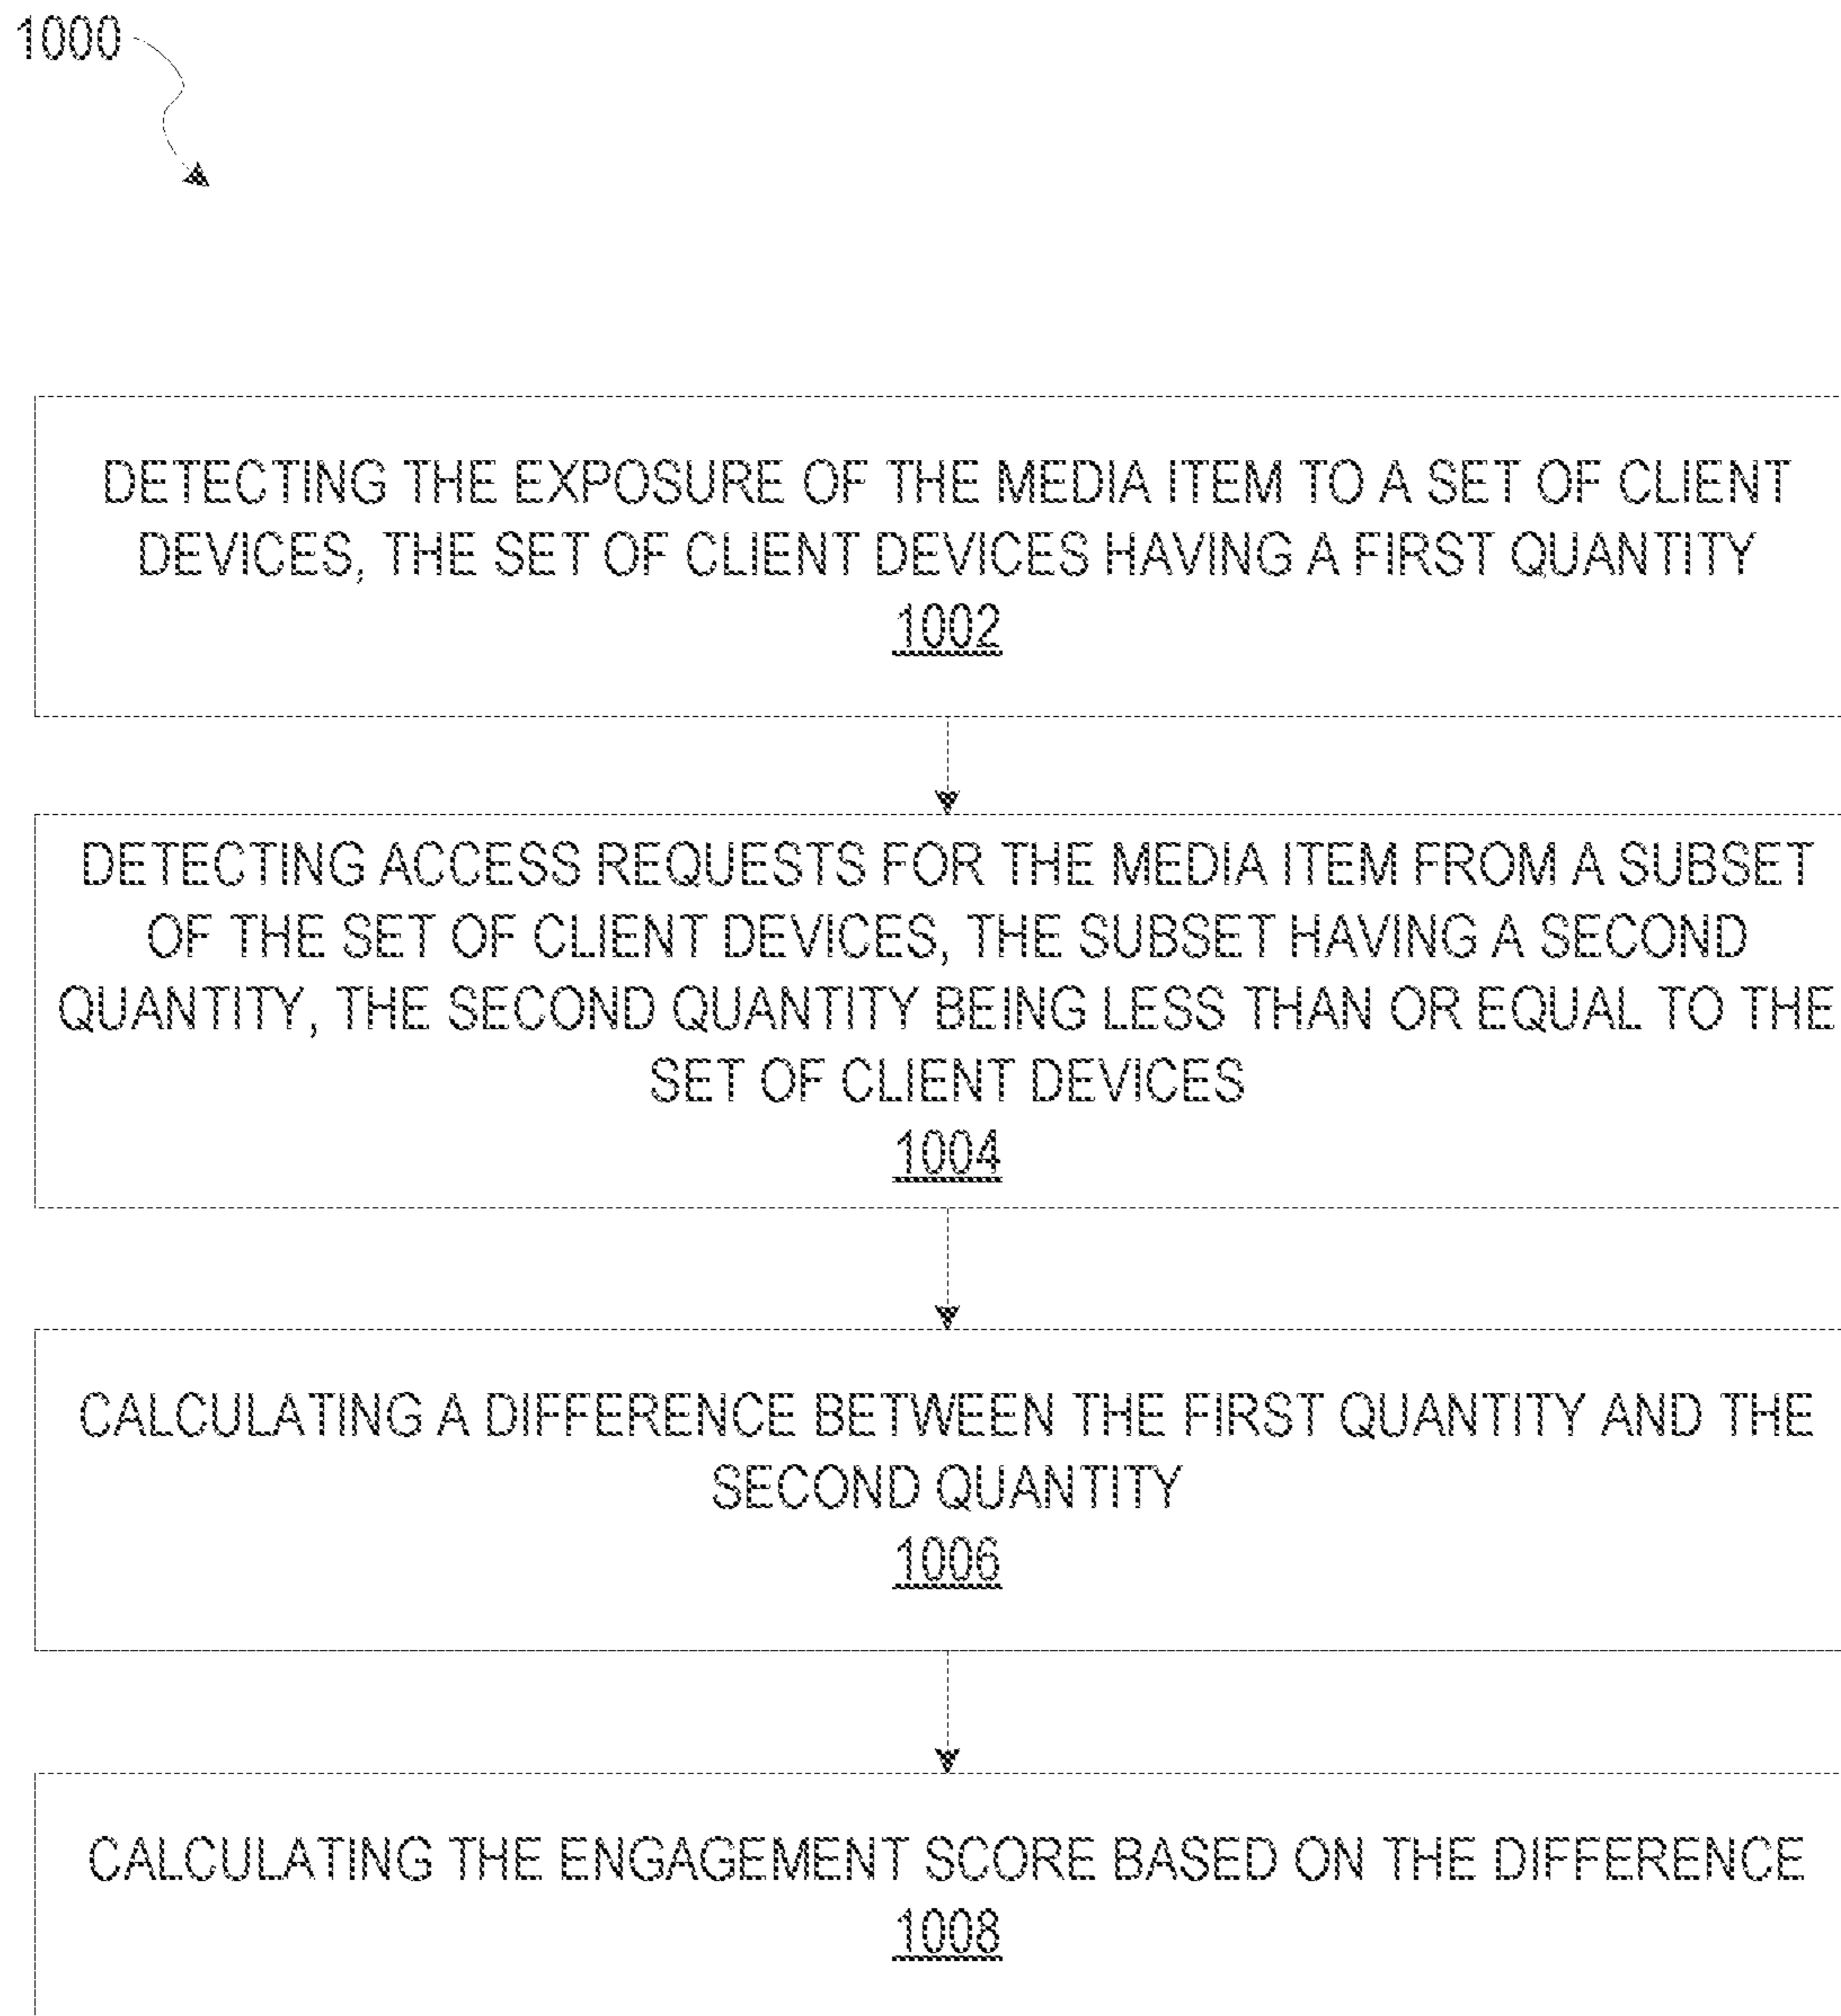 1000
DETECTING THE EXPOSURE OF THE MEDIA ITEM TO A SET OF CLIENT
DEVICES, THE SET OF CLIENT DEVICES HAVING A FIRST QUANTITY
1002
DETECTING ACCESS REQUESTS FOR THE MEDIA ITEM FROM A SUBSET
OF THE SET OF CLIENT DEVICES, THE SUBSET HAVING A SECOND
QUANTITY, THE SECOND QUANTITY BEING LESS THAN OR EQUAL TO THE
SET OF CLIENT DEVICES
1004
CALCULATING A DIFFERENCE BETWEEN THE FIRST QUANTITY AND THE
SECOND QUANTITY
1006
CALCULATING THE ENGAGEMENT SCORE BASED ON THE DIFFERENCE
1008